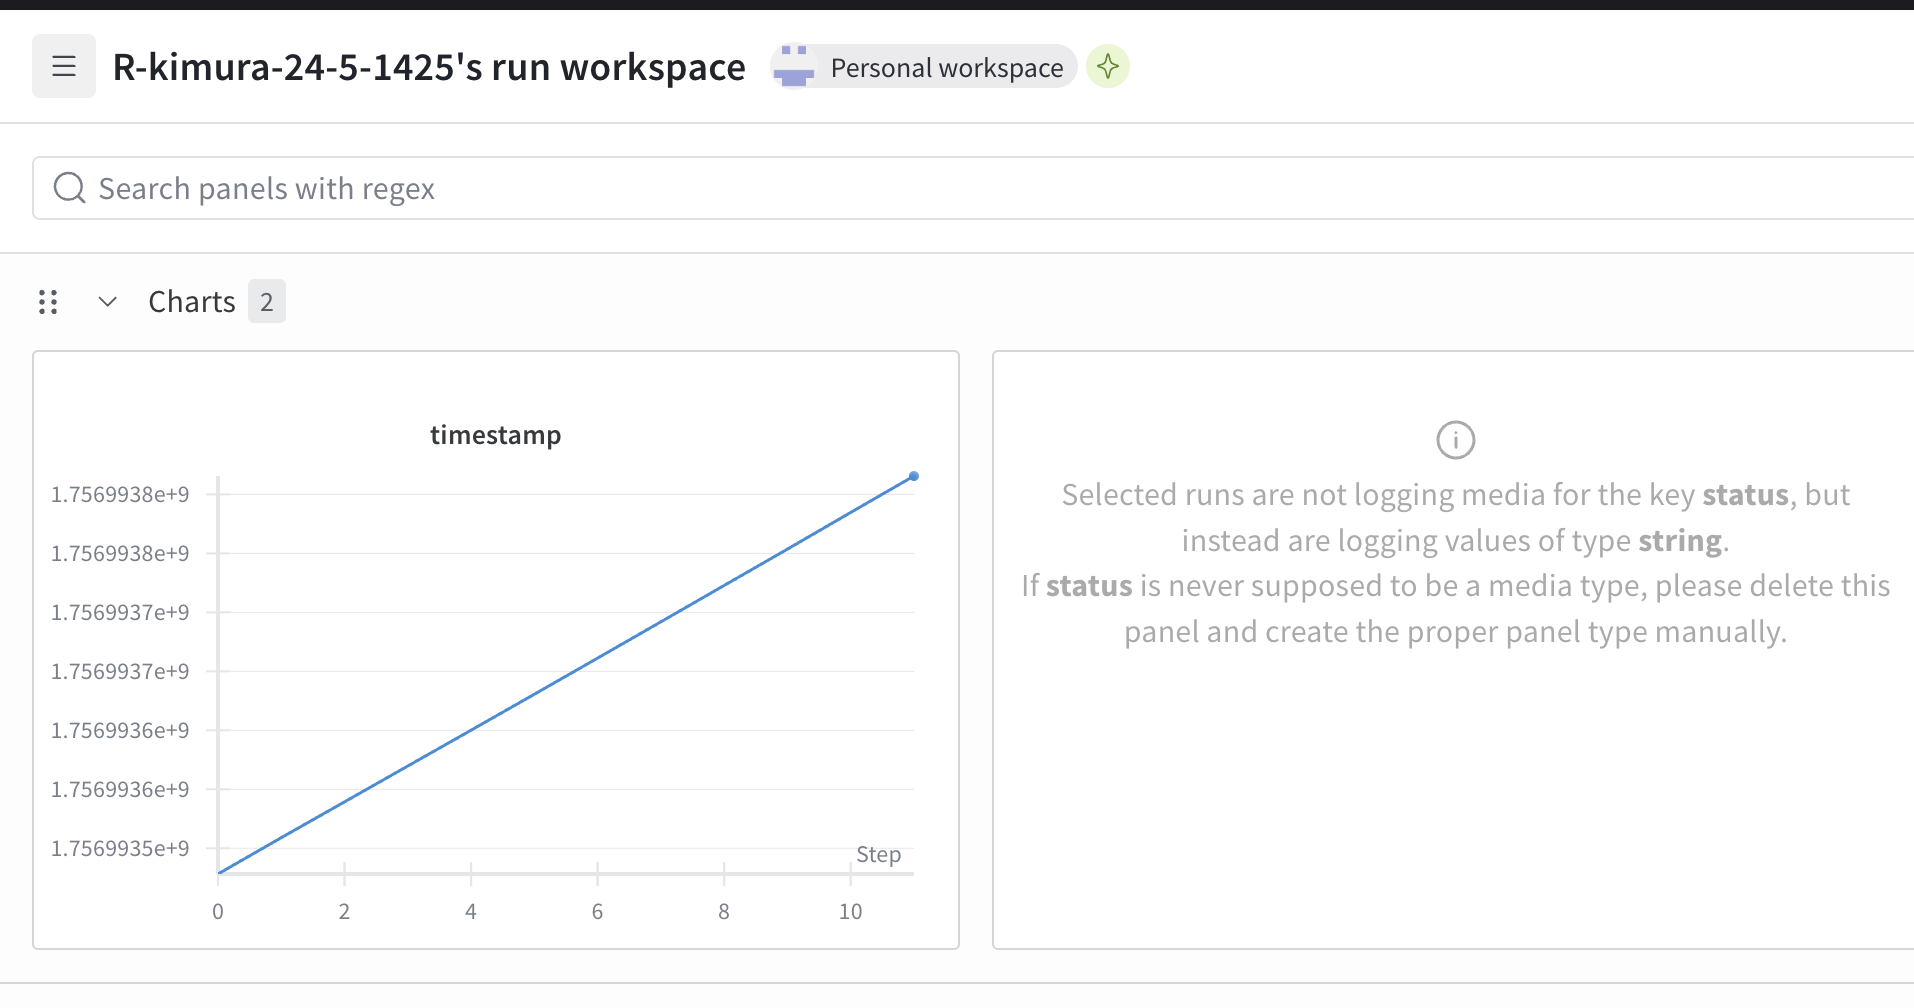 R-kimura-24-5-1425's run workspace
Personal workspace
Search panels with regex
Charts 2
timestamp
1.7569938e+9
1.7569938e+9
1.7569937e+9
1.7569937e+9
1.7569936e+9
1.7569936e+9
1.7569935e+9
Step
0 2 4 6 8 10
Selected runs are not logging media for the key status, but
instead are logging values of type string.
If status is never supposed to be a media type, please delete this
panel and create the proper panel type manually.